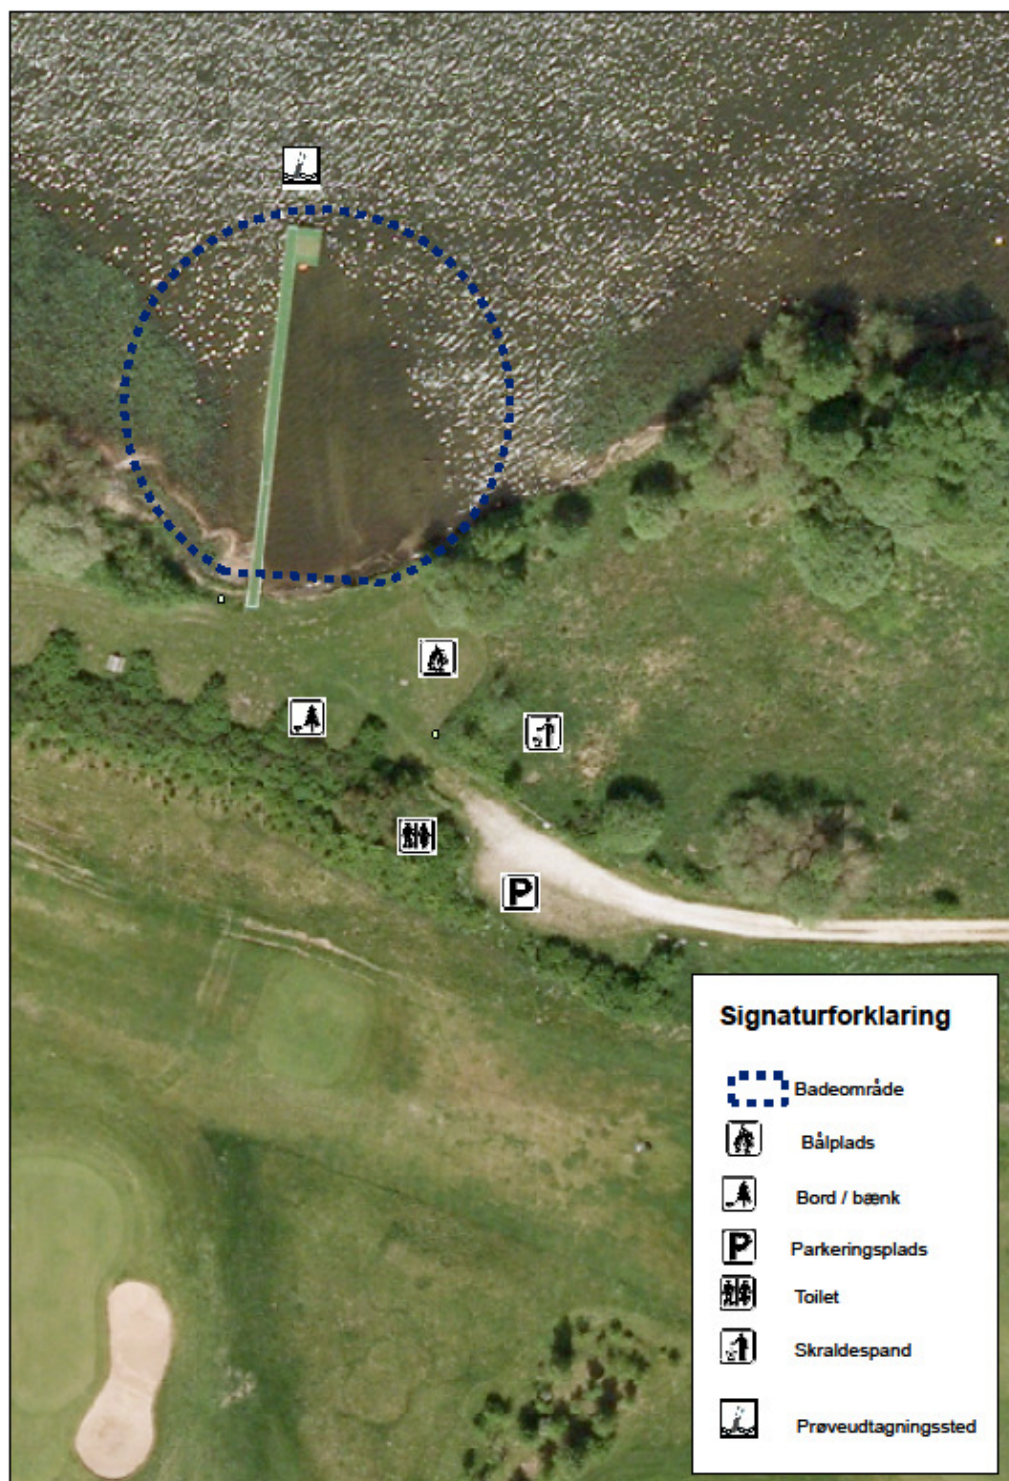 P
Signaturforklaring
Badeområde
Bålplads
Bord / bænk
P Parkeringsplads
Toilet
Skraldespand
Prøveudtagningssted